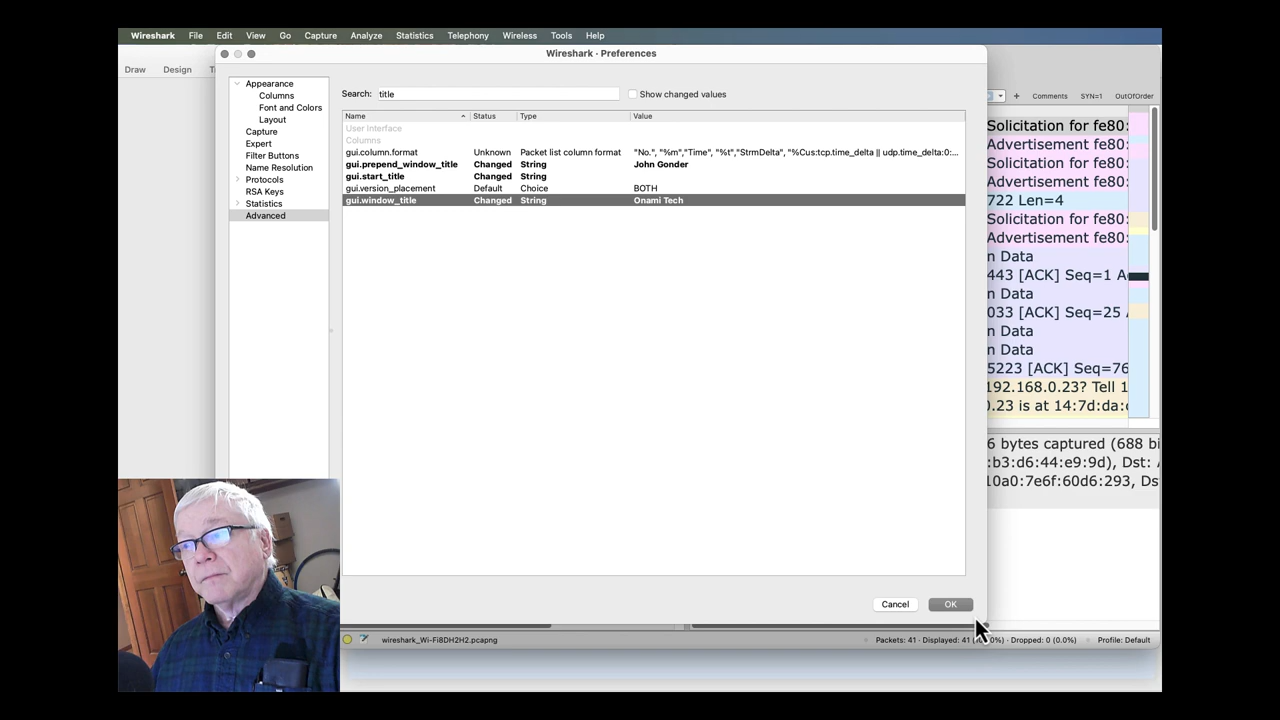 Wireshark File Edit View Go Capture Analyze Statistics Telephony Wireless Tools Help
Wireshark · Preferences
Draw Design
Appearance
Columns
Font and Colors
Layout
Capture
Expert
Filter Buttons
Name Resolution
Protocols
RSA Keys
Statistics
Advanced
Search: title Show changed values
Name Status Type Value
User Interface
Columns
gui.column.format Unknown Packet list column format "No.", "%m","Time", "%t","StrmDelta", "%Cus:tcp.time_delta || udp.time_delta:0:...
gui.prepend_window_title Changed String John Gonder
gui.start_title Changed String
gui.version_placement Default Choice BOTH
gui.window_title Changed String Onami Tech
Cancel OK
+ Comments SYN=1 OutOfOrder
Solicitation for fe80:
Advertisement fe80:
Solicitation for fe80:
Advertisement fe80:
722 Len=4
Solicitation for fe80:
Advertisement fe80:
n Data
443 [ACK] Seq=1 A
n Data
033 [ACK] Seq=25
n Data
n Data
5223 [ACK] Seq=76
192.168.0.23? Tell 1
0.23 is at 14:7d:da:
6 bytes captured (688 bi
:b3:d6:44:e9:9d), Dst:
10a0:7e6f:60d6:293, Ds
wireshark_Wi-Fi8DH2H2.pcapng Packets: 41 · Displayed: 41 Dropped: 0 (0.0%) Profile: Default